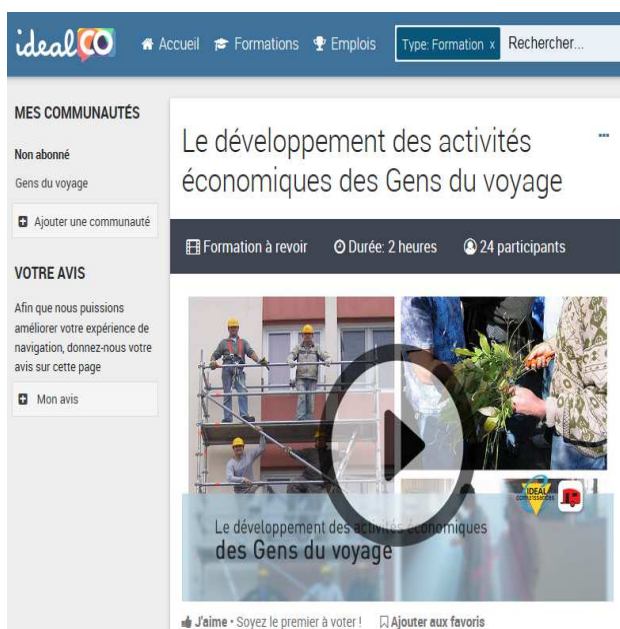 idealCO Accueil Formations Emplois Type: Formation x Rechercher...
MES COMMUNAUTÉS
Non abonné
Gens du voyage
Ajouter une communauté
VOTRE AVIS
Afin que nous puissions
améliorer votre expérience de
navigation, donnez-nous votre
avis sur cette page
Mon avis
Le développement des activités
économiques des Gens du voyage
Formation à revoir Durée: 2 heures 24 participants
IDEAL
connaissances
Le développement des activités économiques
des Gens du voyage
J'aime • Soyez le premier à voter ! Ajouter aux favoris